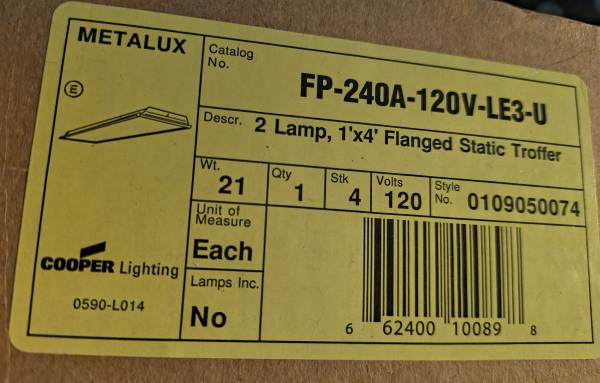 METALUX
E
COOPER Lighting
0590-L014
Catalog
No.
FP-240A-120V-LE3-U
Descr. 2 Lamp, 1'x4' Flanged Static Troffer
Wt.
21
Qty
1
Stk
4
Volts
120
Style
No. 0109050074
Unit of
Measure
Each
Lamps Inc.
No
6 62400 10089 8